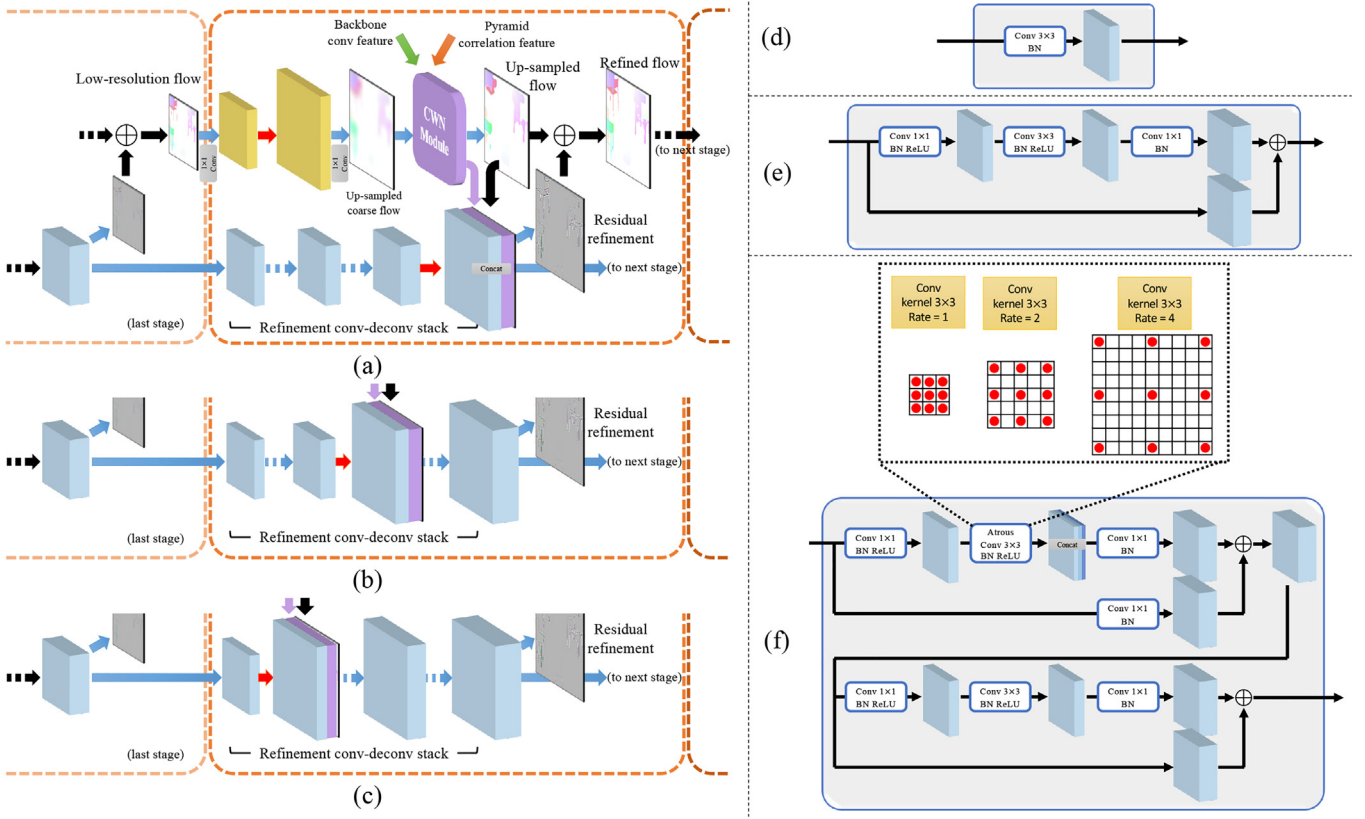 Backbone
conv feature
Pyramid
correlation feature
Low-resolution flow
Up-sampled
flow
Refined flow
CWN
Module
1×1
Conv
1×1
Conv
(to next stage)
Up-sampled
coarse flow
Residual
refinement
Concat
(to next stage)
(last stage)
Refinement conv-deconv stack
(a)
Residual
refinement
(to next stage)
(last stage)
Refinement conv-deconv stack
(b)
Residual
refinement
(to next stage)
(last stage)
Refinement conv-deconv stack
(c)
(d)
Conv 3×3
BN
(e)
Conv 1×1
BN ReLU
Conv 3×3
BN ReLU
Conv 1×1
BN
Conv
kernel 3×3
Rate = 1
Conv
kernel 3×3
Rate = 2
Conv
kernel 3×3
Rate = 4
(f)
Conv 1×1
BN ReLU
Atrous
Conv 3×3
BN ReLU
Concat
Conv 1×1
BN
Conv 1×1
BN
Conv 1×1
BN ReLU
Conv 3×3
BN ReLU
Conv 1×1
BN